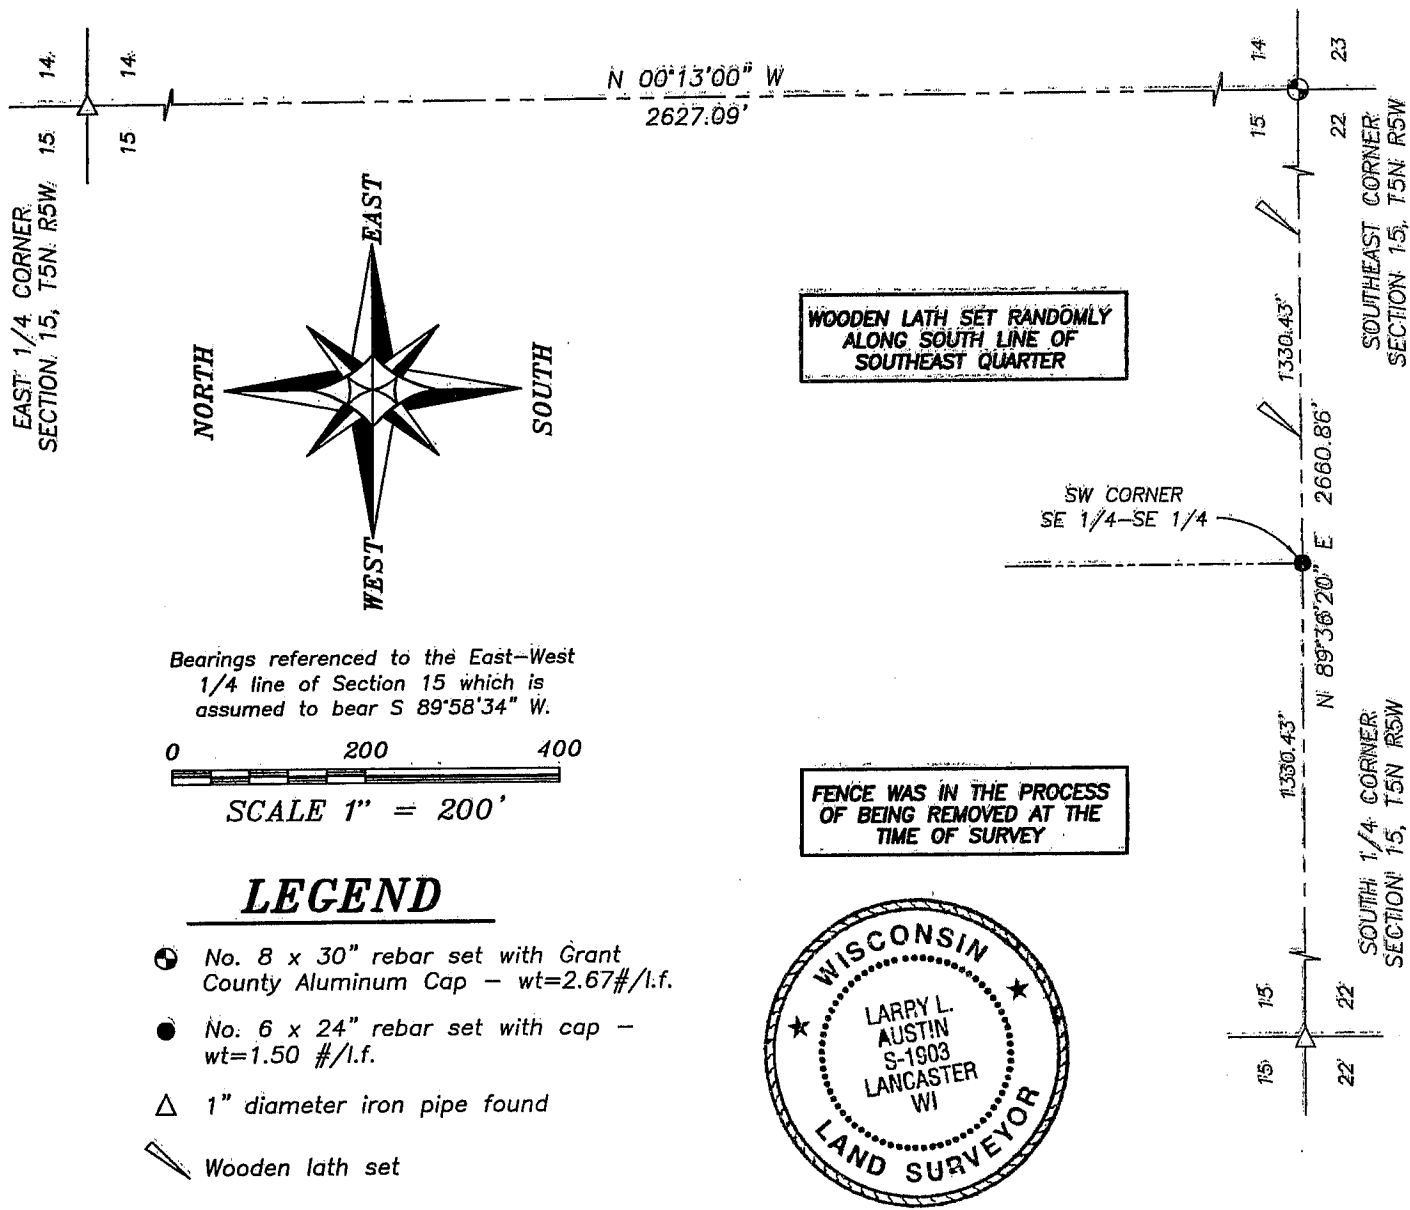 14
14
15
15
N 00°13'00" W
2627.09'
14
23
15
22
EAST 1/4 CORNER
SECTION 15, T5N R5W
SOUTHEAST CORNER
SECTION 15, T5N R5W
EAST
NORTH
SOUTH
WEST
WOODEN LATH SET RANDOMLY
ALONG SOUTH LINE OF
SOUTHEAST QUARTER
1330.43'
SW CORNER
SE 1/4-SE 1/4
N 89°36'20" E 2660.86'
1330.43'
Bearings referenced to the East-West
1/4 line of Section 15 which is
assumed to bear S 89°58'34" W.
0 200 400
SCALE 1" = 200'
FENCE WAS IN THE PROCESS
OF BEING REMOVED AT THE
TIME OF SURVEY
SOUTH 1/4 CORNER
SECTION 15, T5N R5W
15
22
15
22
LEGEND
No. 8 x 30" rebar set with Grant
County Aluminum Cap - wt=2.67#/l.f.
No. 6 x 24" rebar set with cap -
wt=1.50 #/l.f.
1" diameter iron pipe found
Wooden lath set
WISCONSIN
LARRY L.
AUSTIN
S-1903
LANCASTER
WI
LAND SURVEYOR